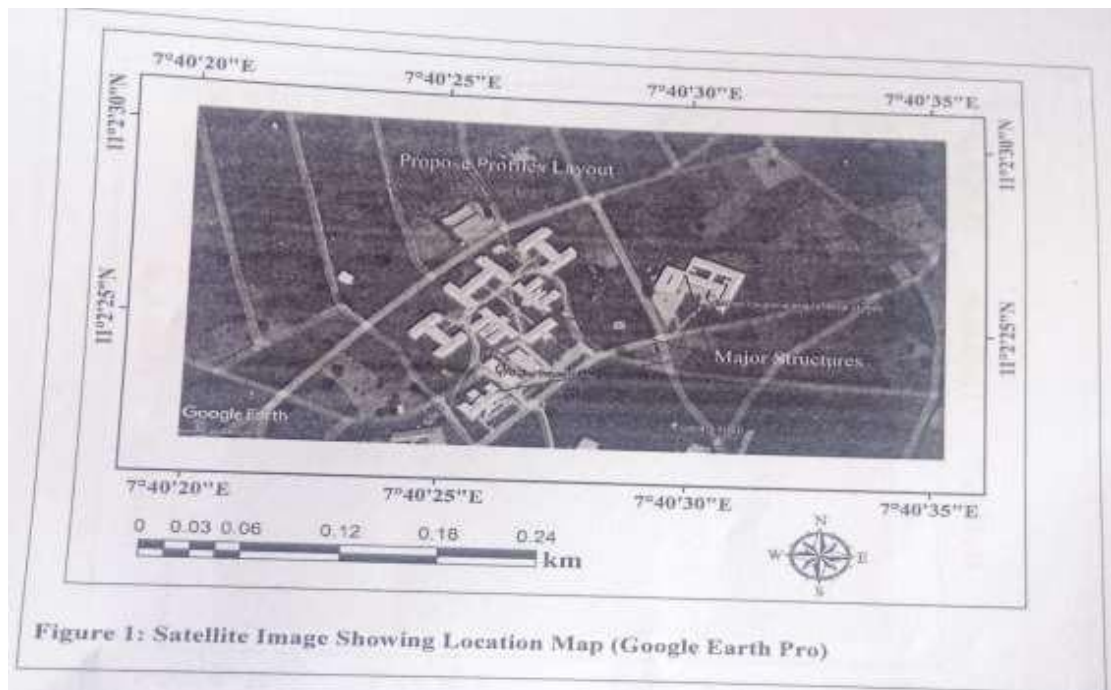 7°40'20"E 7°40'25"E 7°40'30"E 7°40'35"E
11°2'30"N
11°2'30"N
Propose Profiles Layout
11°2'25"N
11°2'25"N
Major Structures
Google Earth
7°40'20"E 7°40'25"E 7°40'30"E 7°40'35"E
0 0.03 0.06 0.12 0.18 0.24
km
N
W E
S
Figure 1: Satellite Image Showing Location Map (Google Earth Pro)